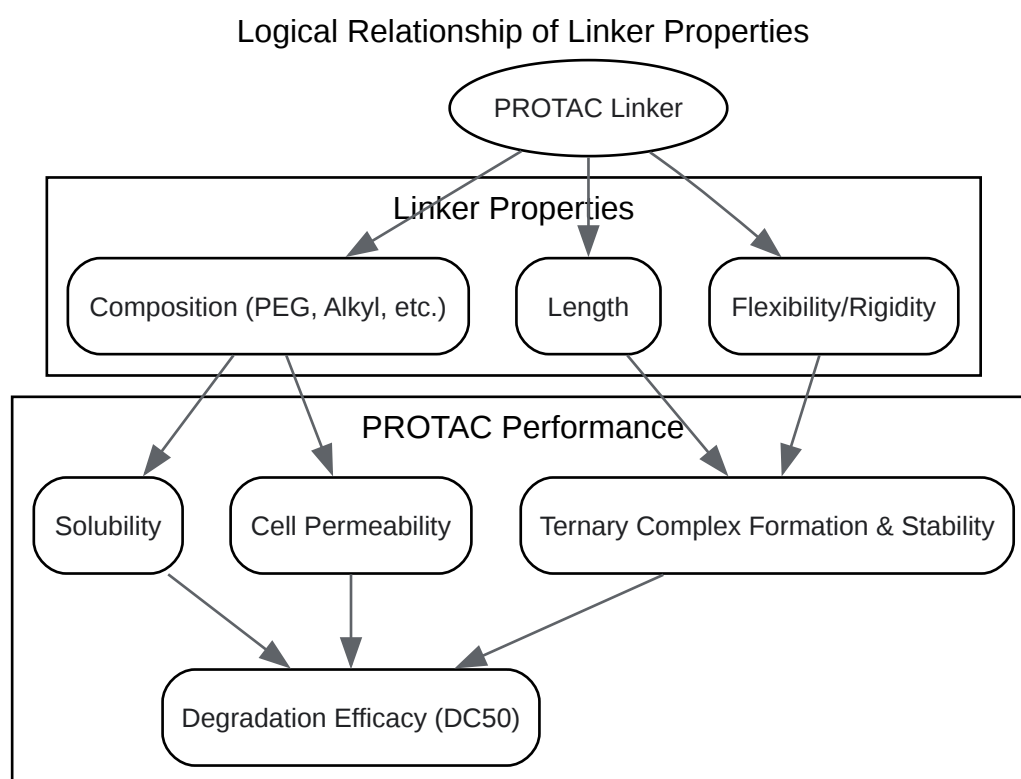 Logical Relationship of Linker Properties
PROTAC Linker
Linker Properties
Composition (PEG, Alkyl, etc.)
Length
Flexibility/Rigidity
PROTAC Performance
Solubility
Cell Permeability
Ternary Complex Formation & Stability
Degradation Efficacy (DC50)